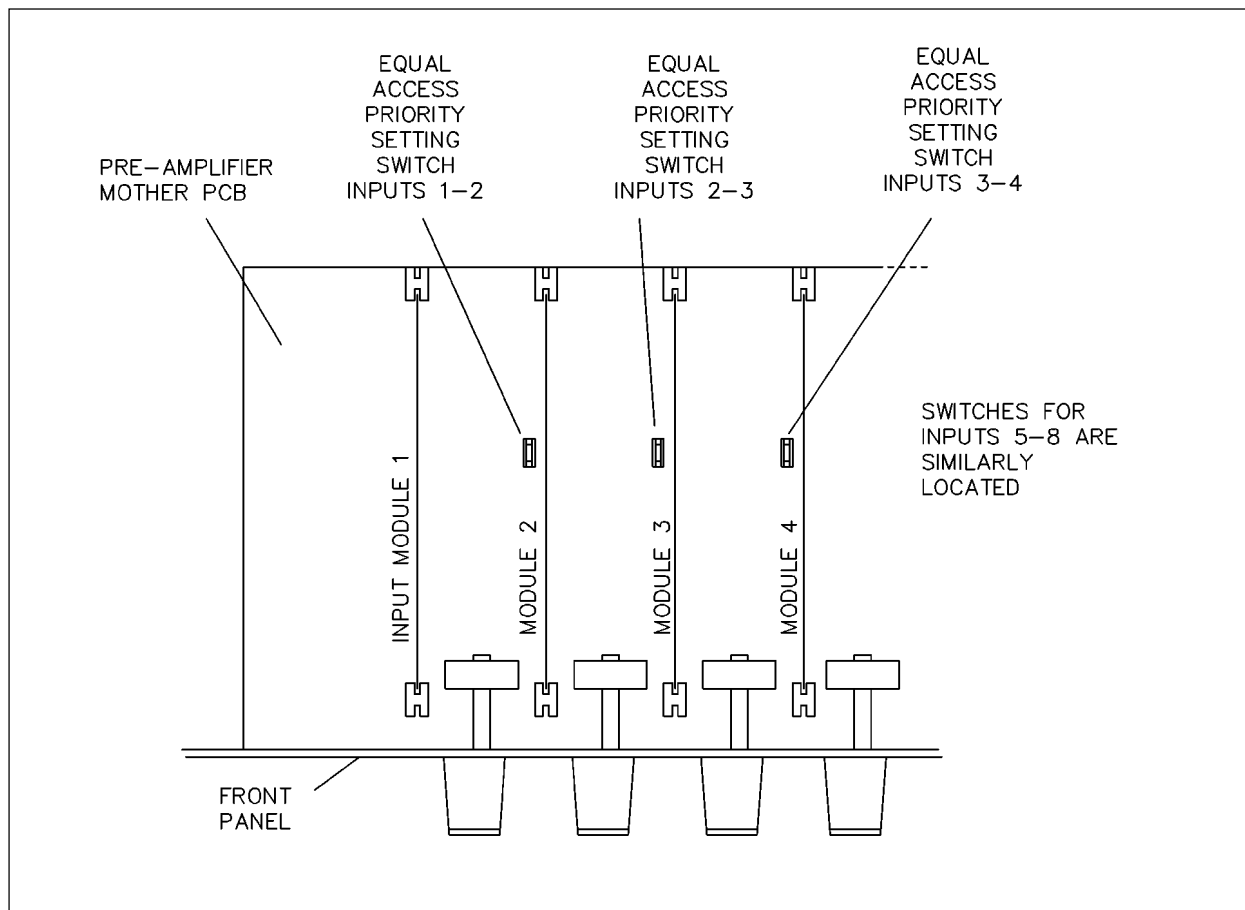 EQUAL
ACCESS
PRIORITY
SETTING
SWITCH
INPUTS 1-2
EQUAL
ACCESS
PRIORITY
SETTING
SWITCH
INPUTS 2-3
EQUAL
ACCESS
PRIORITY
SETTING
SWITCH
INPUTS 3-4
PRE-AMPLIFIER
MOTHER PCB
SWITCHES FOR
INPUTS 5-8 ARE
SIMILARLY
LOCATED
INPUT MODULE 1
MODULE 2
MODULE 3
MODULE 4
FRONT
PANEL